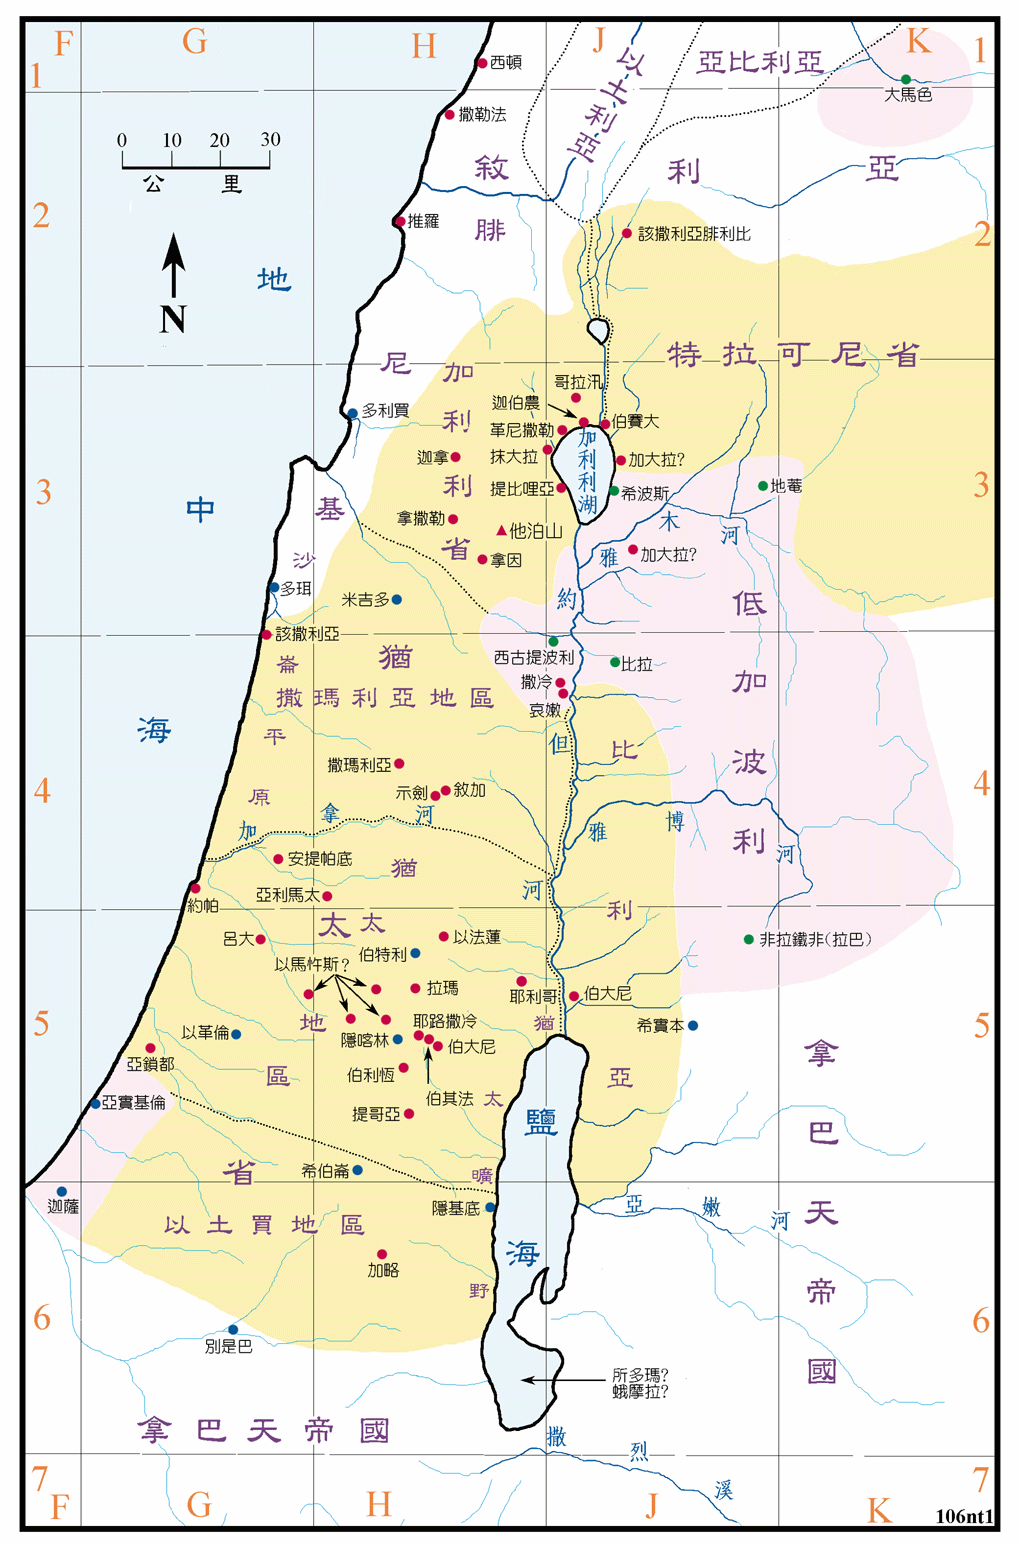 F G H J K
1
1
西頓
以土利亞
亞比利亞
大馬色
撒勒法
0 10 20 30
公里
敘利亞
2
2
推羅
腓尼基
該撒利亞腓利比
地中海
N
特拉可尼省
加利利省
哥拉汛
多利買
迦伯農
伯賽大
革尼撒勒
加利利湖
迦拿
抹大拉
加大拉?
3
3
提比哩亞
希波斯
地菴
拿撒勒
他泊山
雅木河
加大拉?
拿因
沙崙平原
多珥
米吉多
約但河
低加波利
該撒利亞
西古提波利
比拉
猶太省
撒冷
哀嫩
撒瑪利亞地區
比利亞
撒瑪利亞
4
4
示劍
敘加
加拿河
雅博河
安提帕底
猶太地區
約帕
亞利馬太
呂大
以法蓮
非拉鐵非(拉巴)
伯特利
以馬忤斯?
拉瑪
耶利哥
伯大尼
5
5
以革倫
隱喀林
耶路撒冷
伯大尼
希實本
亞鎖都
伯利恆
伯其法
猶太曠野
亞實基倫
提哥亞
鹽海
拿巴天帝國
希伯崙
迦薩
隱基底
亞嫩河
以土買地區
加略
6
6
別是巴
所多瑪?
蛾摩拉?
拿巴天帝國
撒烈溪
7
7
F G H J K
106nt1